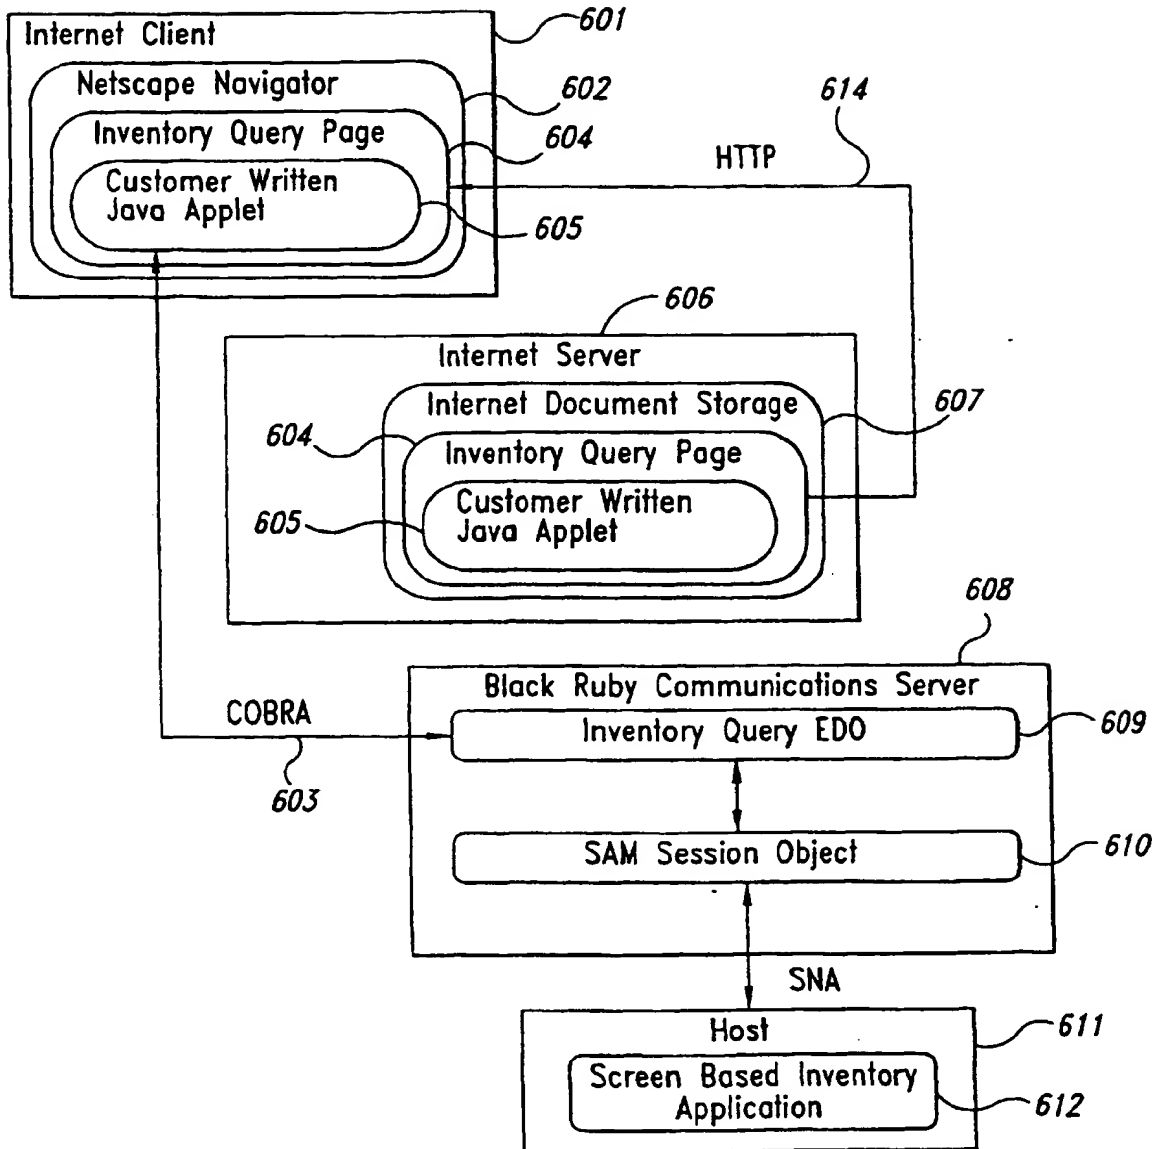 601
Internet Client
Netscape Navigator
602
614
Inventory Query Page
604
HTTP
Customer Written
Java Applet
605
606
Internet Server
Internet Document Storage
607
604
Inventory Query Page
605
Customer Written
Java Applet
608
Black Ruby Communications Server
COBRA
603
Inventory Query EDO
609
SAM Session Object
610
SNA
Host
611
Screen Based Inventory
Application
612